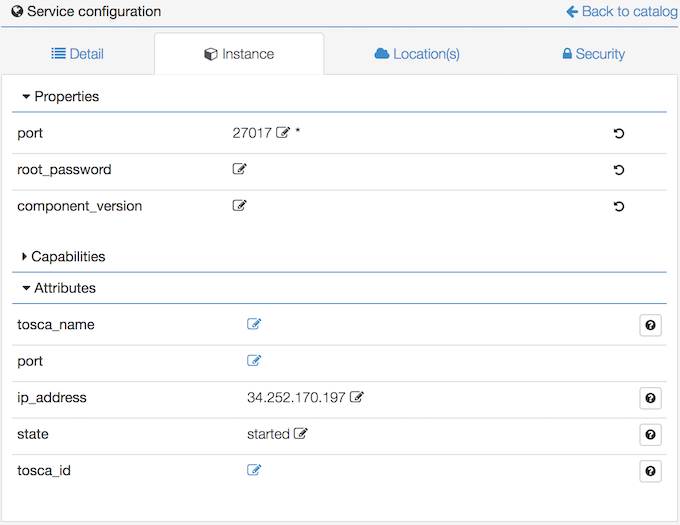 Service configuration Back to catalog
Detail Instance Location(s) Security
Properties
port 27017 *
root_password
component_version
Capabilities
Attributes
tosca_name
port
ip_address 34.252.170.197
state started
tosca_id